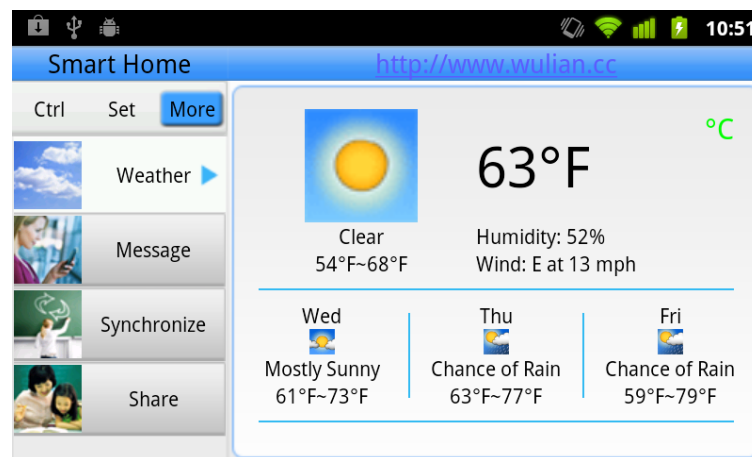 10:51
Smart Home
http://www.wulian.cc
Ctrl Set More
Weather
Message
Synchronize
Share
°C
63°F
Clear
54°F~68°F
Humidity: 52%
Wind: E at 13 mph
Wed
Mostly Sunny
61°F~73°F
Thu
Chance of Rain
63°F~77°F
Fri
Chance of Rain
59°F~79°F